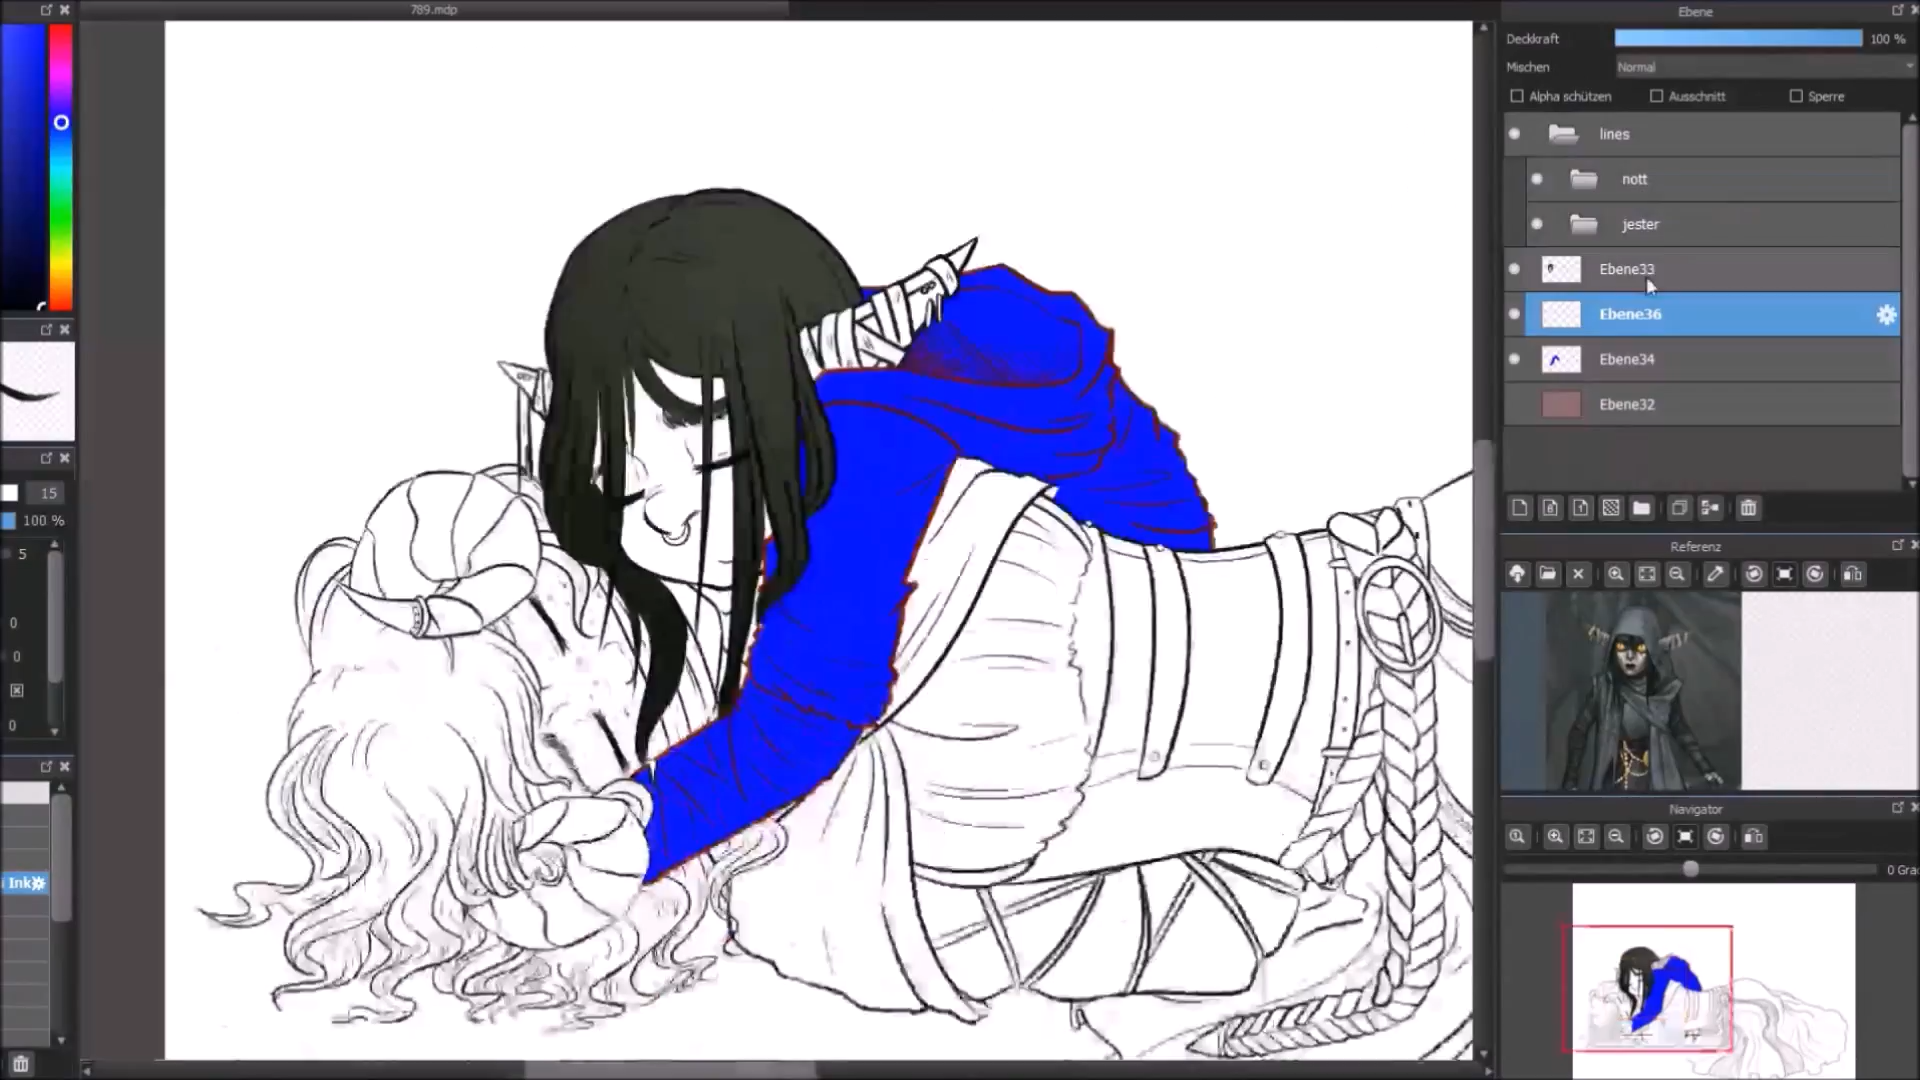 789.mdp
Ebene
Deckkraft
100 %
Mischen
Normal
Alpha schützen
Ausschnitt
Sperre
lines
nott
jester
Ebene33
Ebene36
Ebene34
Ebene32
15
100 %
5
0
0
0
Ink
Referenz
Navigator
0 Grad